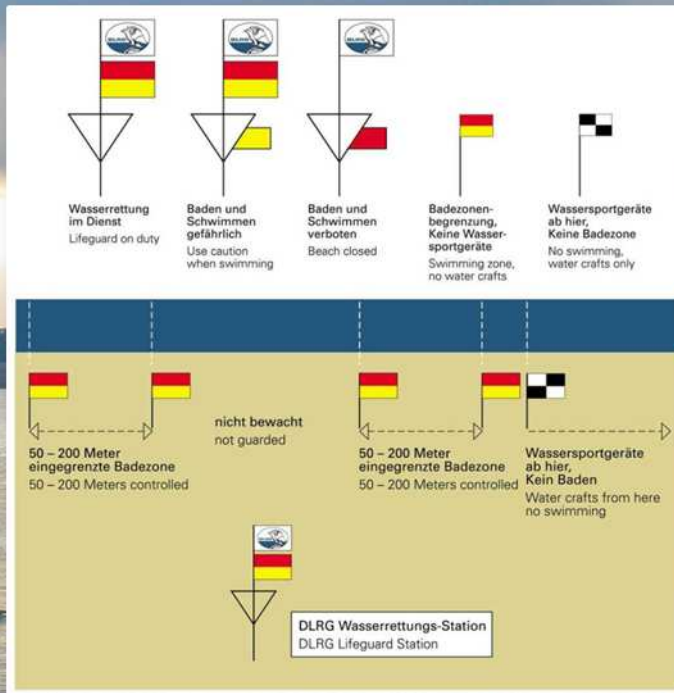 DLRG
DLRG
DLRG
Wasserrettung
im Dienst
Lifeguard on duty
Baden und
Schwimmen
gefährlich
Use caution
when swimming
Baden und
Schwimmen
verboten
Beach closed
Badezonen-
begrenzung,
Keine Wasser-
sportgeräte
Swimming zone,
no water crafts
Wassersportgeräte
ab hier,
Keine Badezone
No swimming,
water crafts only
50 – 200 Meter
eingegrenzte Badezone
50 – 200 Meters controlled
nicht bewacht
not guarded
50 – 200 Meter
eingegrenzte Badezone
50 – 200 Meters controlled
Wassersportgeräte
ab hier,
Kein Baden
Water crafts from here
no swimming
DLRG
DLRG Wasserrettungs-Station
DLRG Lifeguard Station